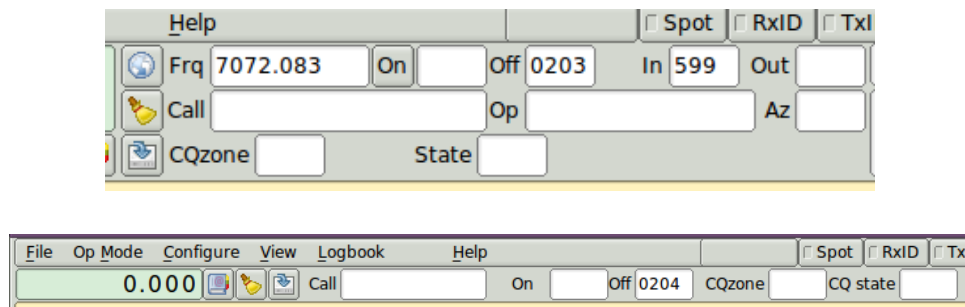 Help Spot RxID TxI
Frq 7072.083 On Off 0203 In 599 Out
Call Op Az
CQzone State
File Op Mode Configure View Logbook Help Spot RxID Tx
0.000 Call On Off 0204 CQzone CQ state